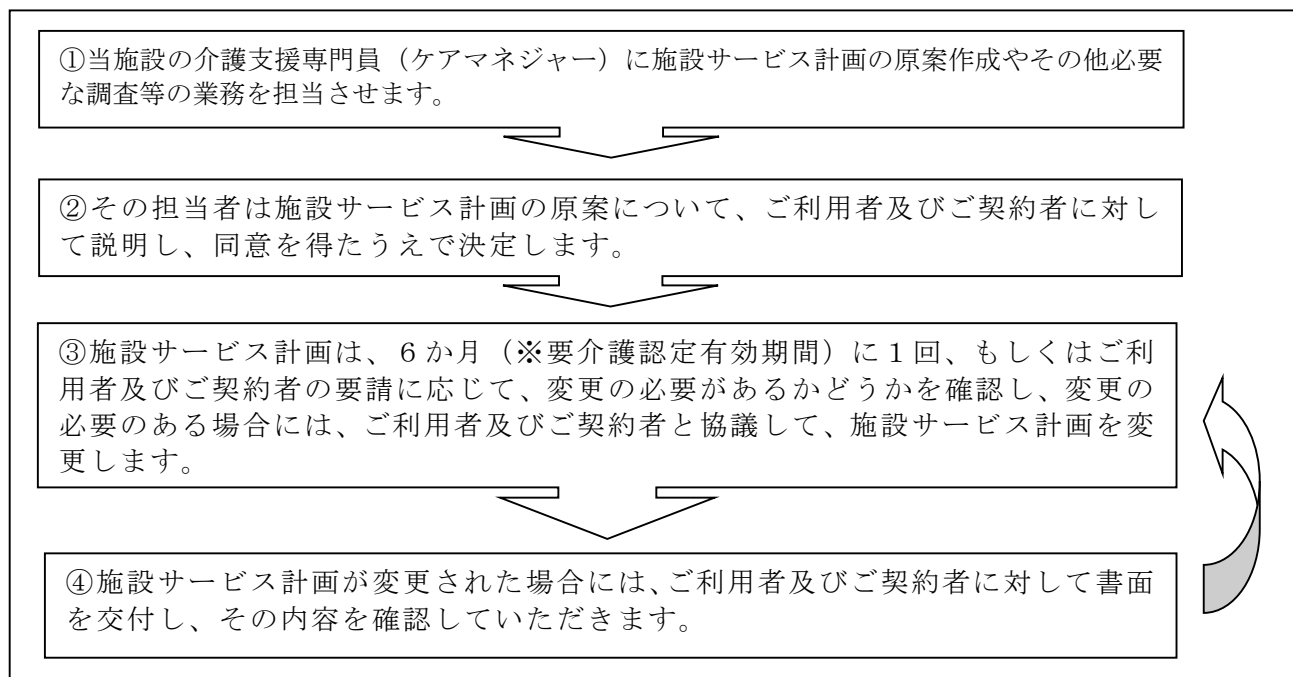 ①当施設の介護支援専門員（ケアマネジャー）に施設サービス計画の原案作成やその他必要
な調査等の業務を担当させます。
②その担当者は施設サービス計画の原案について、ご利用者及びご契約者に対し
て説明し、同意を得たうえで決定します。
③施設サービス計画は、６か月（※要介護認定有効期間）に１回、もしくはご利
用者及びご契約者の要請に応じて、変更の必要があるかどうかを確認し、変更の
必要のある場合には、ご利用者及びご契約者と協議して、施設サービス計画を変
更します。
④施設サービス計画が変更された場合には、ご利用者及びご契約者に対して書面
を交付し、その内容を確認していただきます。